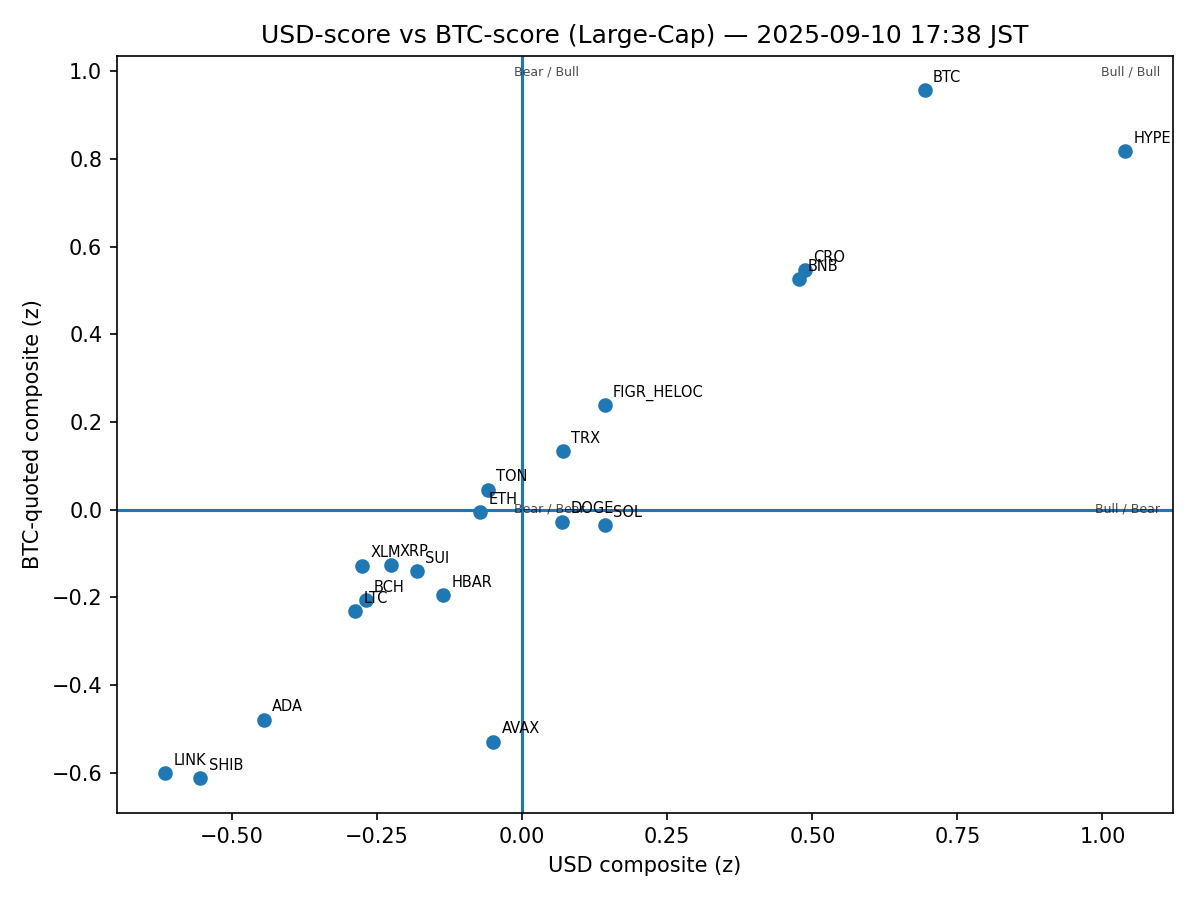 USD-score vs BTC-score (Large-Cap) — 2025-09-10 17:38 JST
Bear / Bull
Bull / Bull
BTC
HYPE
CRO
BNB
FIGR_HELOC
TRX
TON
ETH
Bear / Bear
DOGE
SOL
Bull / Bear
XLM
XRP
SUI
HBAR
BCH
LTC
ADA
AVAX
LINK
SHIB
1.0
0.8
0.6
0.4
0.2
0.0
−0.2
−0.4
−0.6
BTC-quoted composite (z)
−0.50
−0.25
0.00
0.25
0.50
0.75
1.00
USD composite (z)